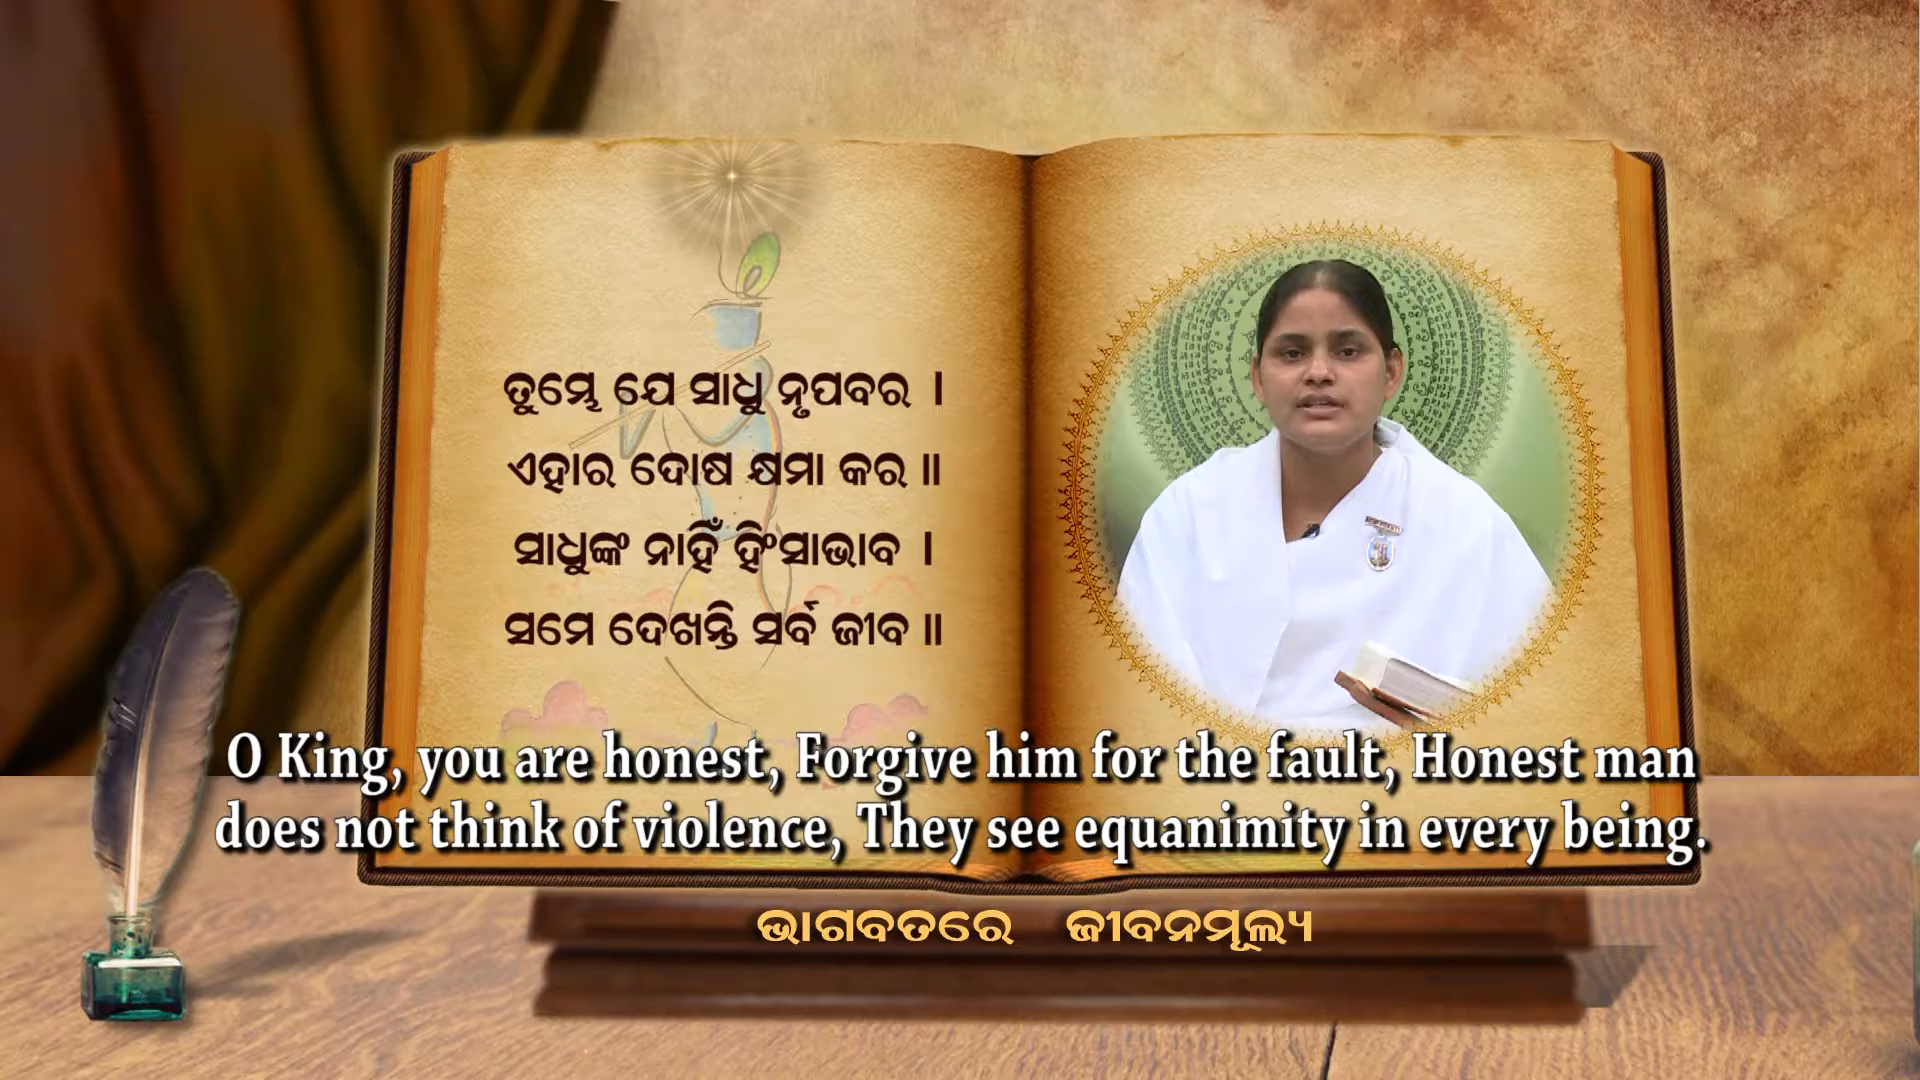 ତୁମ୍ଭେ ଯେ ସାଧୁ ନୃପବର ।
ଏହାର ଦୋଷ କ୍ଷମା କର ॥
ସାଧୁଙ୍କ ନାହିଁ ହିଂସାଭାବ ।
ସମେ ଦେଖନ୍ତି ସର୍ବ ଜୀବ ॥
O King, you are honest, Forgive him for the fault, Honest man
does not think of violence, They see equanimity in every being.
ଭାଗବତରେ ଜୀବନମୂଲ୍ୟ